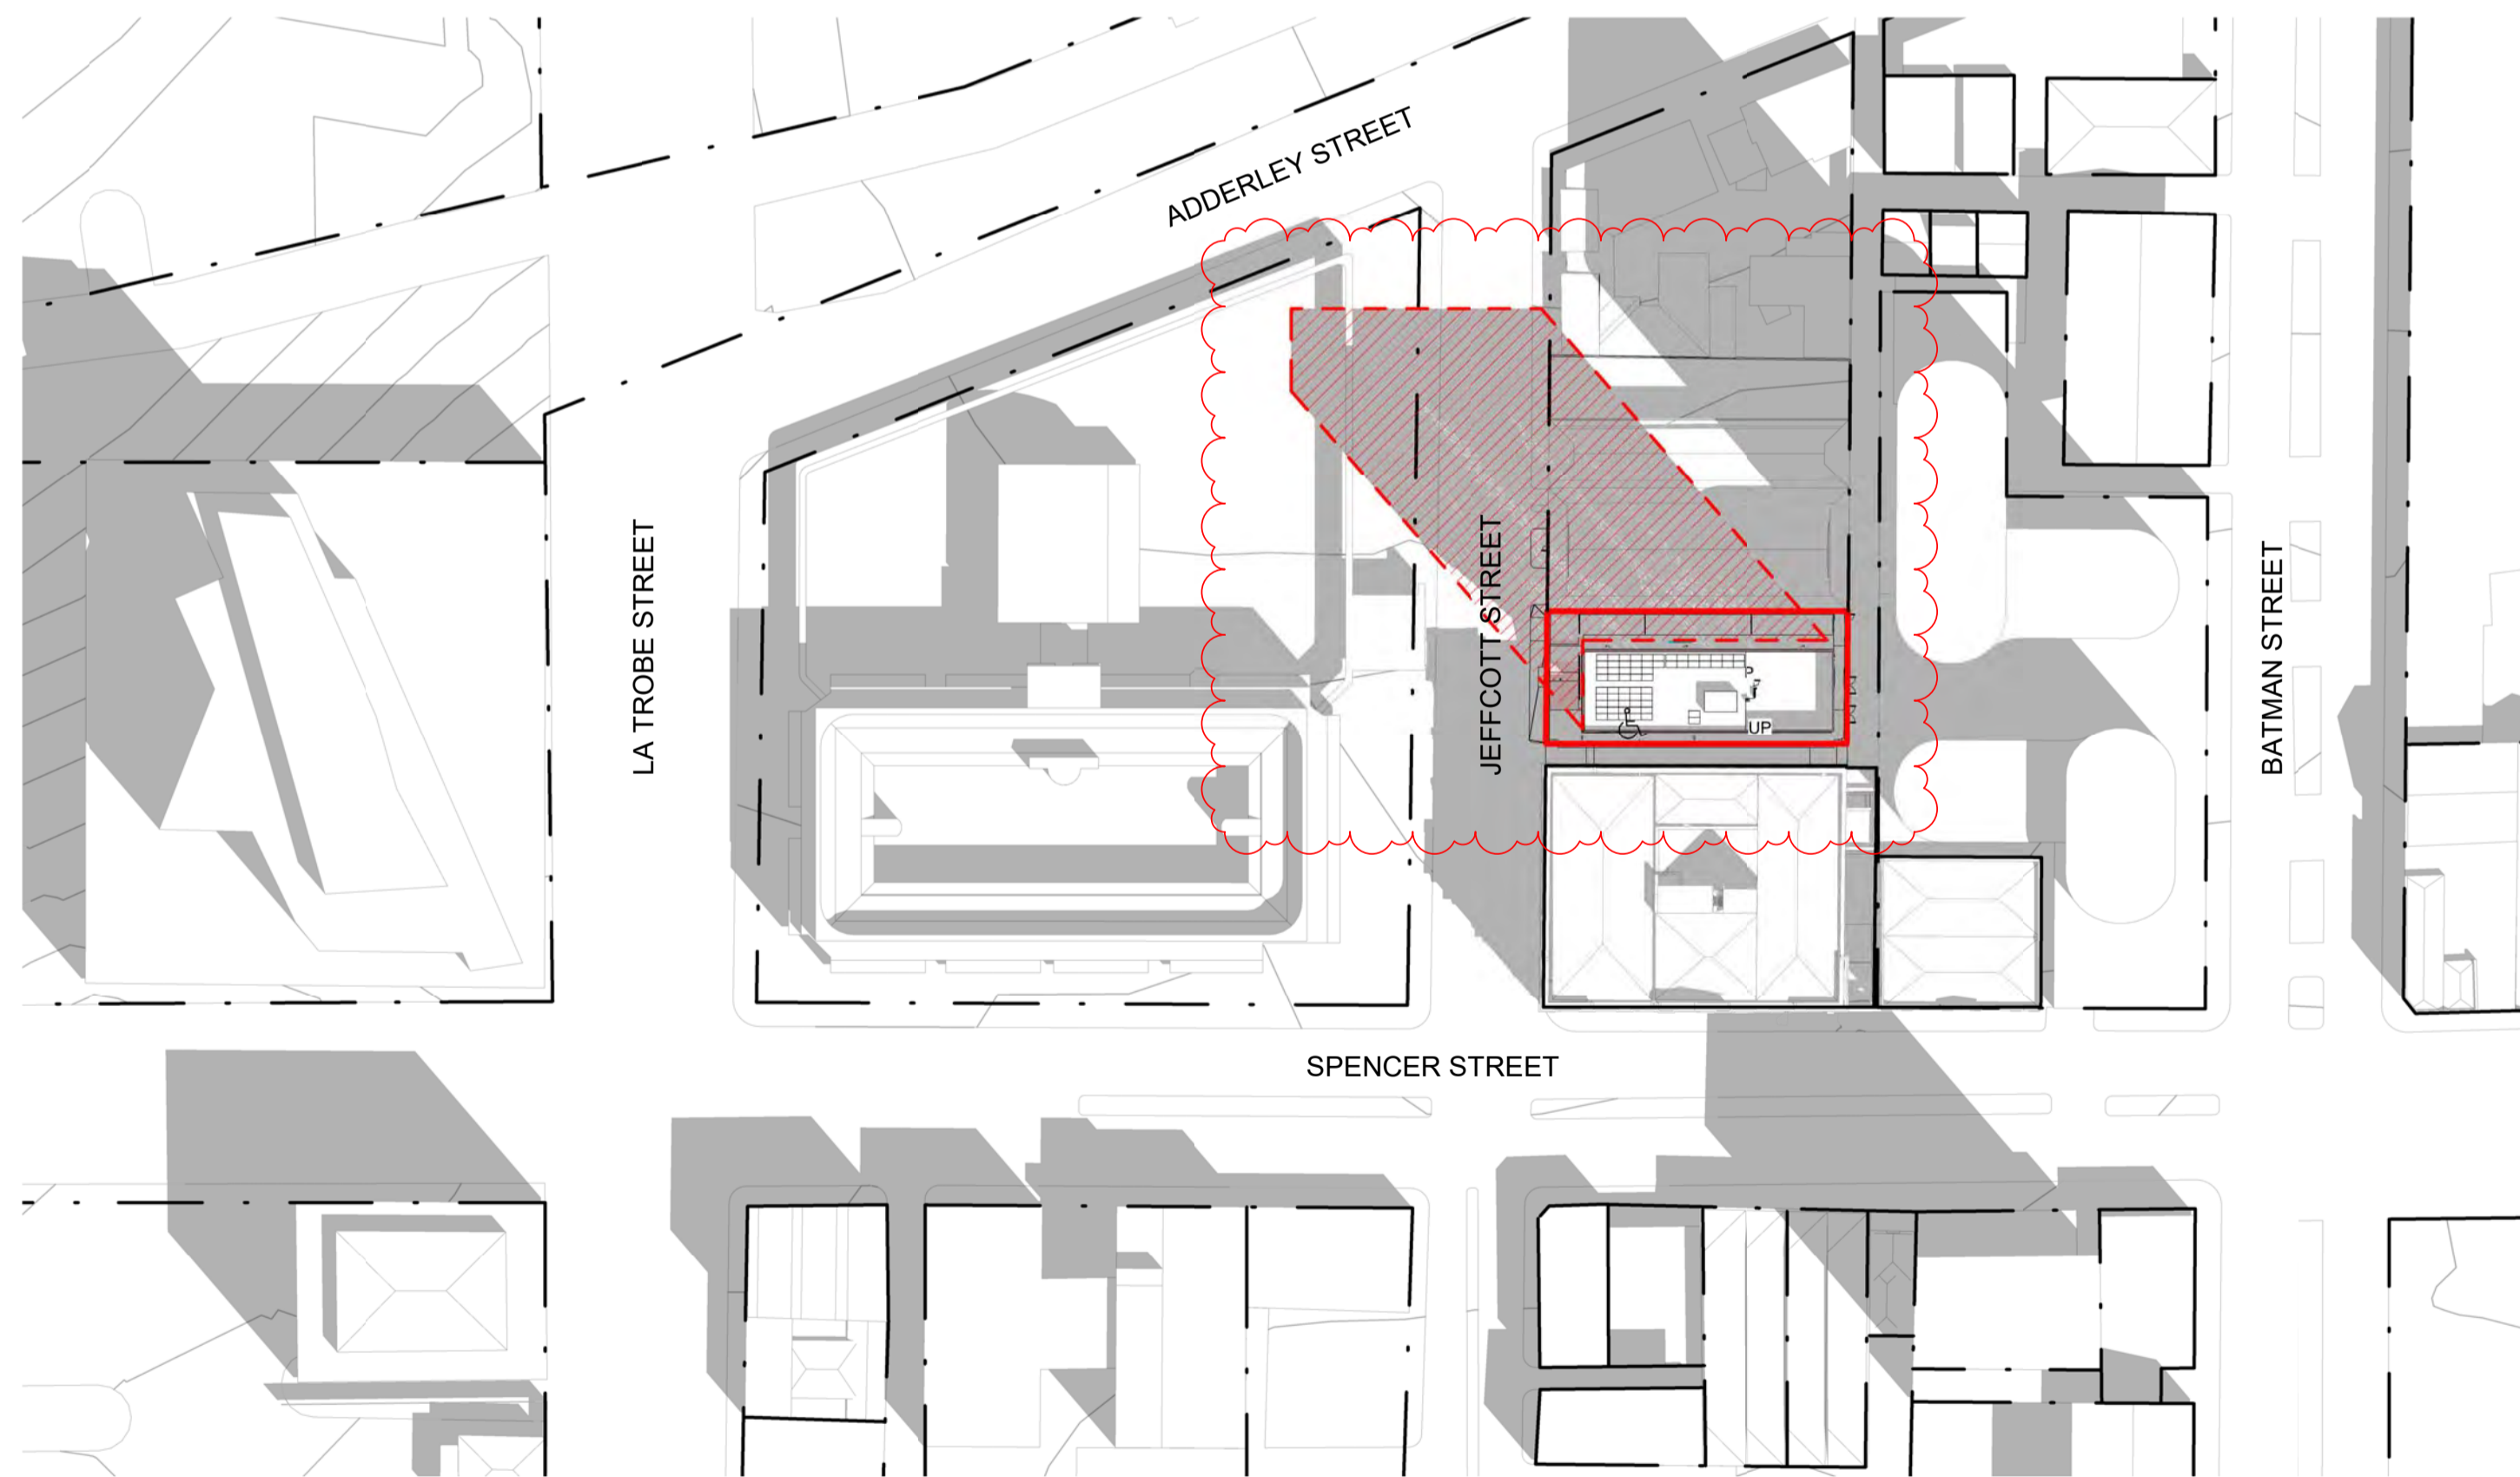 ADDERLEY STREET
LA TROBE STREET
JEFFCOTT STREET
BATMAN STREET
UP
SPENCER STREET